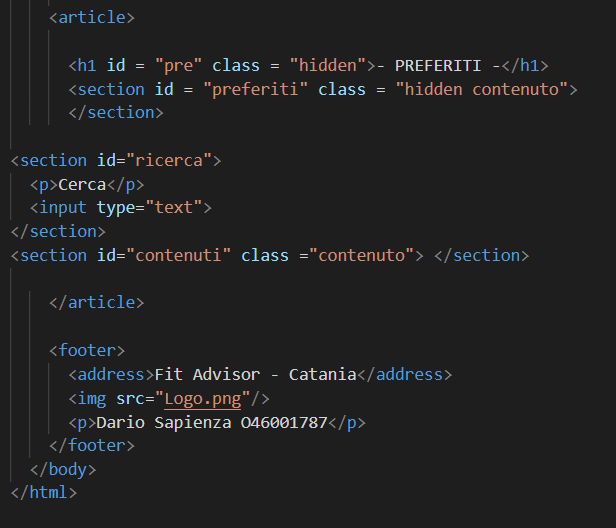 <article>
<h1 id = "pre" class = "hidden">- PREFERITI -</h1>
<section id = "preferiti" class = "hidden contenuto">
</section>
<section id="ricerca">
<p>Cerca</p>
<input type="text">
</section>
<section id="contenuti" class ="contenuto"> </section>
</article>
<footer>
<address>Fit Advisor - Catania</address>
<img src="Logo.png"/>
<p>Dario Sapienza O46001787</p>
</footer>
</body>
</html>